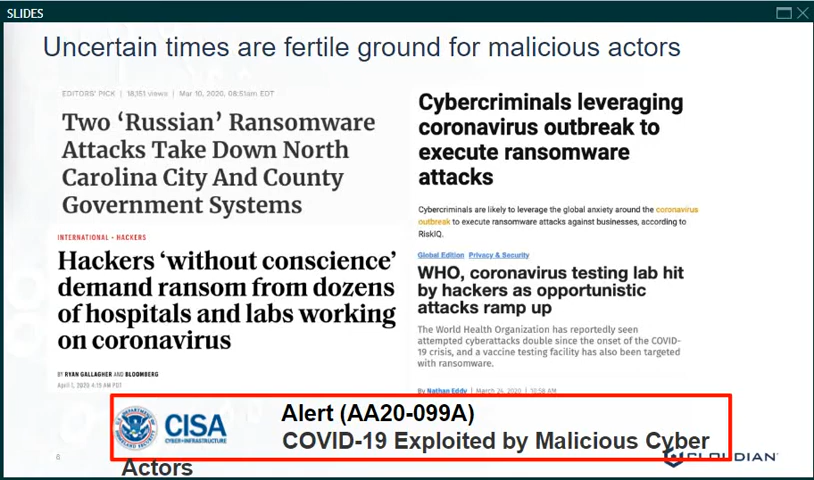 SLIDES
Uncertain times are fertile ground for malicious actors
EDITORS' PICK | 18,151 views | Mar 10, 2020, 08:51am EDT
Two ‘Russian’ Ransomware
Attacks Take Down North
Carolina City And County
Government Systems
INTERNATIONAL • HACKERS
Hackers ‘without conscience’
demand ransom from dozens
of hospitals and labs working
on coronavirus
BY RYAN GALLAGHER AND BLOOMBERG
April 1, 2020 4:15 AM PDT
Cybercriminals leveraging
coronavirus outbreak to
execute ransomware
attacks
Cybercriminals are likely to leverage the global anxiety around the coronavirus
outbreak to execute ransomware attacks against businesses, according to
RiskIQ.
Global Edition Privacy & Security
WHO, coronavirus testing lab hit
by hackers as opportunistic
attacks ramp up
The World Health Organization has reportedly seen
attempted cyberattacks double since the onset of the COVID-
19 crisis, and a vaccine testing facility has also been targeted
with ransomware.
By Nathan Eddy | March 24, 2020 | 10:58 AM
CISA
CYBER+INFRASTRUCTURE
Alert (AA20-099A)
COVID-19 Exploited by Malicious Cyber
Actors
8
CLOUDIAN